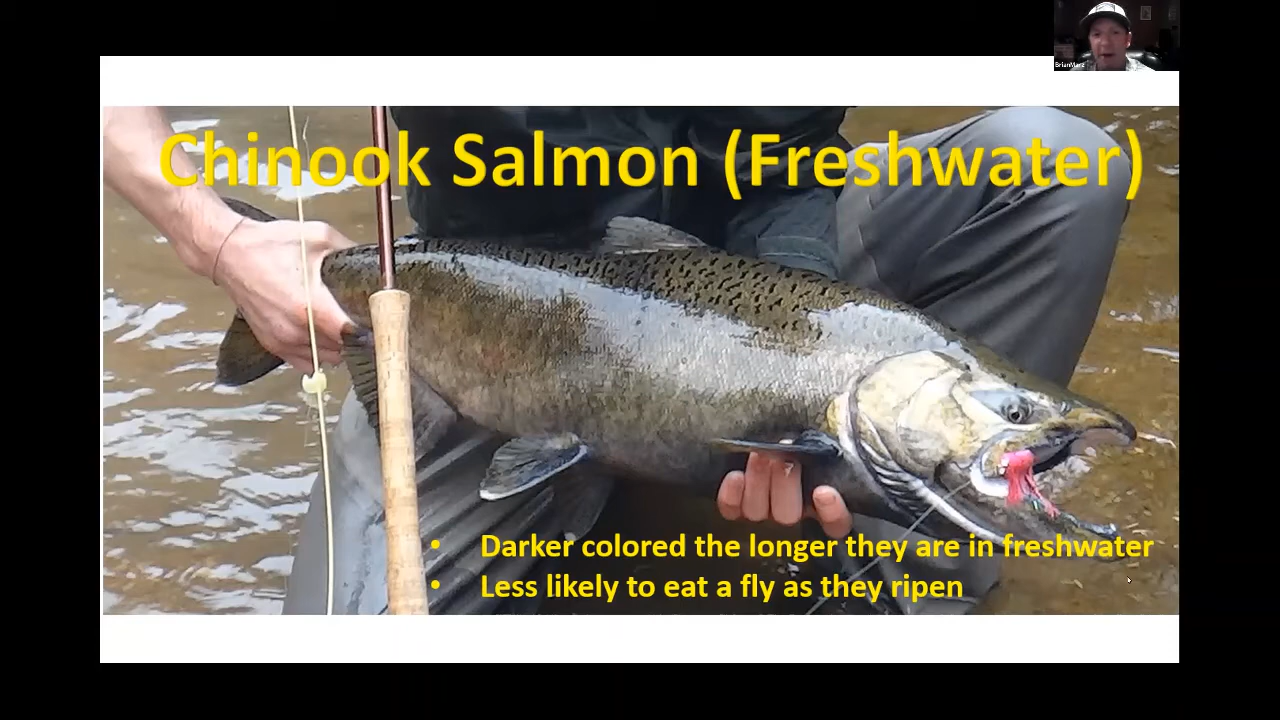 BrianMarz
Chinook Salmon (Freshwater)
• Darker colored the longer they are in freshwater
• Less likely to eat a fly as they ripen